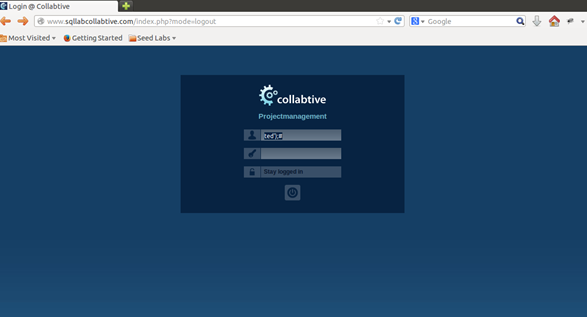 Login @ Collabtive
www.sqllabcollabtive.com/index.php?mode=logout
Google
Most Visited
Getting Started
Seed Labs
collabtive
Projectmanagement
ted');#
Stay logged in